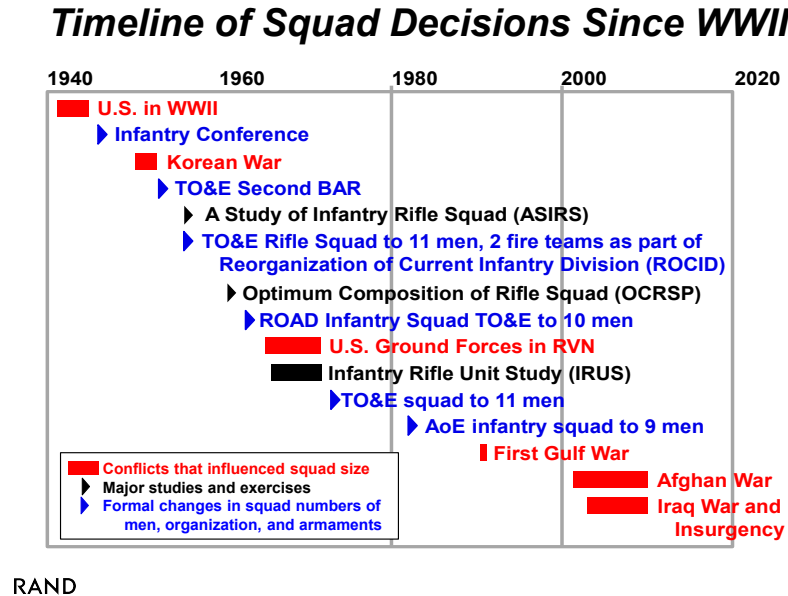 Timeline of Squad Decisions Since WWII
1940 1960 1980 2000 2020
U.S. in WWII
Infantry Conference
Korean War
TO&E Second BAR
A Study of Infantry Rifle Squad (ASIRS)
TO&E Rifle Squad to 11 men, 2 fire teams as part of
Reorganization of Current Infantry Division (ROCID)
Optimum Composition of Rifle Squad (OCRSP)
ROAD Infantry Squad TO&E to 10 men
U.S. Ground Forces in RVN
Infantry Rifle Unit Study (IRUS)
TO&E squad to 11 men
AoE infantry squad to 9 men
First Gulf War
Afghan War
Iraq War and
Insurgency
Conflicts that influenced squad size
Major studies and exercises
Formal changes in squad numbers of
men, organization, and armaments
RAND